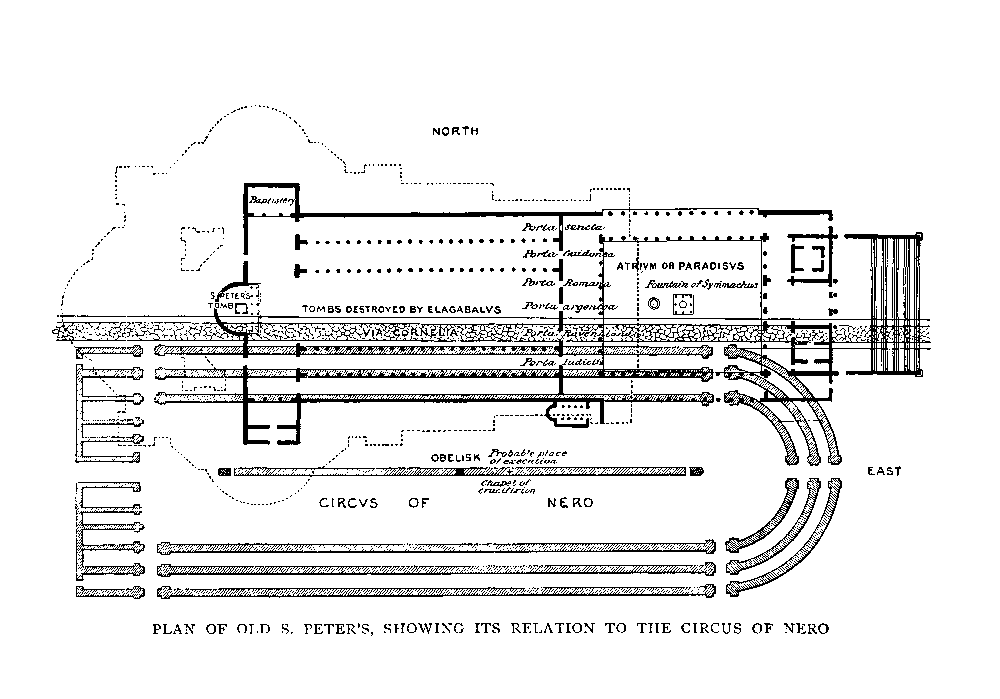 NORTH
Baptistery
Porta sancta
Porta Guidonea
ATRIVM OR PARADISVS
Porta Romana
Fountain of Symmachus
S. PETER'S
TOMB
TOMBS DESTROYED BY ELAGABALVS
Porta argentea
VIA CORNELIA
Porta Ravenniana
Porta Iudicii
OBELISK
Probable place
of execution
EAST
Chapel of
crucifixion
CIRCVS OF NERO
PLAN OF OLD S. PETER'S, SHOWING ITS RELATION TO THE CIRCUS OF NERO